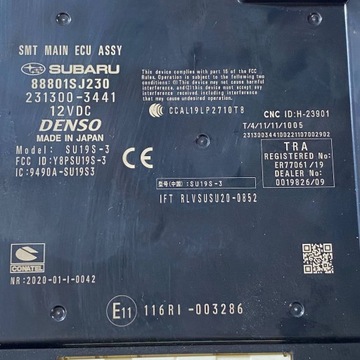 SMT MAIN ECU ASSY
SUBARU
88801SJ230
231300-3441
12VDC
DENSO
MADE IN JAPAN
Model: SU19S-3
FCC ID:Y8PSU19S-3
IC:9490A-SU19S3
CONATEL
NR:2020-01-I-0042
This device complies with part 15 of the FCC Rules.
Operation is subject to the following two conditions:
(1)this device may not cause harmful interference, and
(2)this device must accept any interference
received, including interference that may cause
undesired operation.
CCAL19LP2710T8
CNC ID:H-23901
T/4/11/11/1006
231300344100221107002902
TRA
REGISTERED No:
ER77061/19
DEALER No:
0019826/09
型号(中国):SU19S-3
IFT RLVSUSU20-0852
E11
116RI-003286